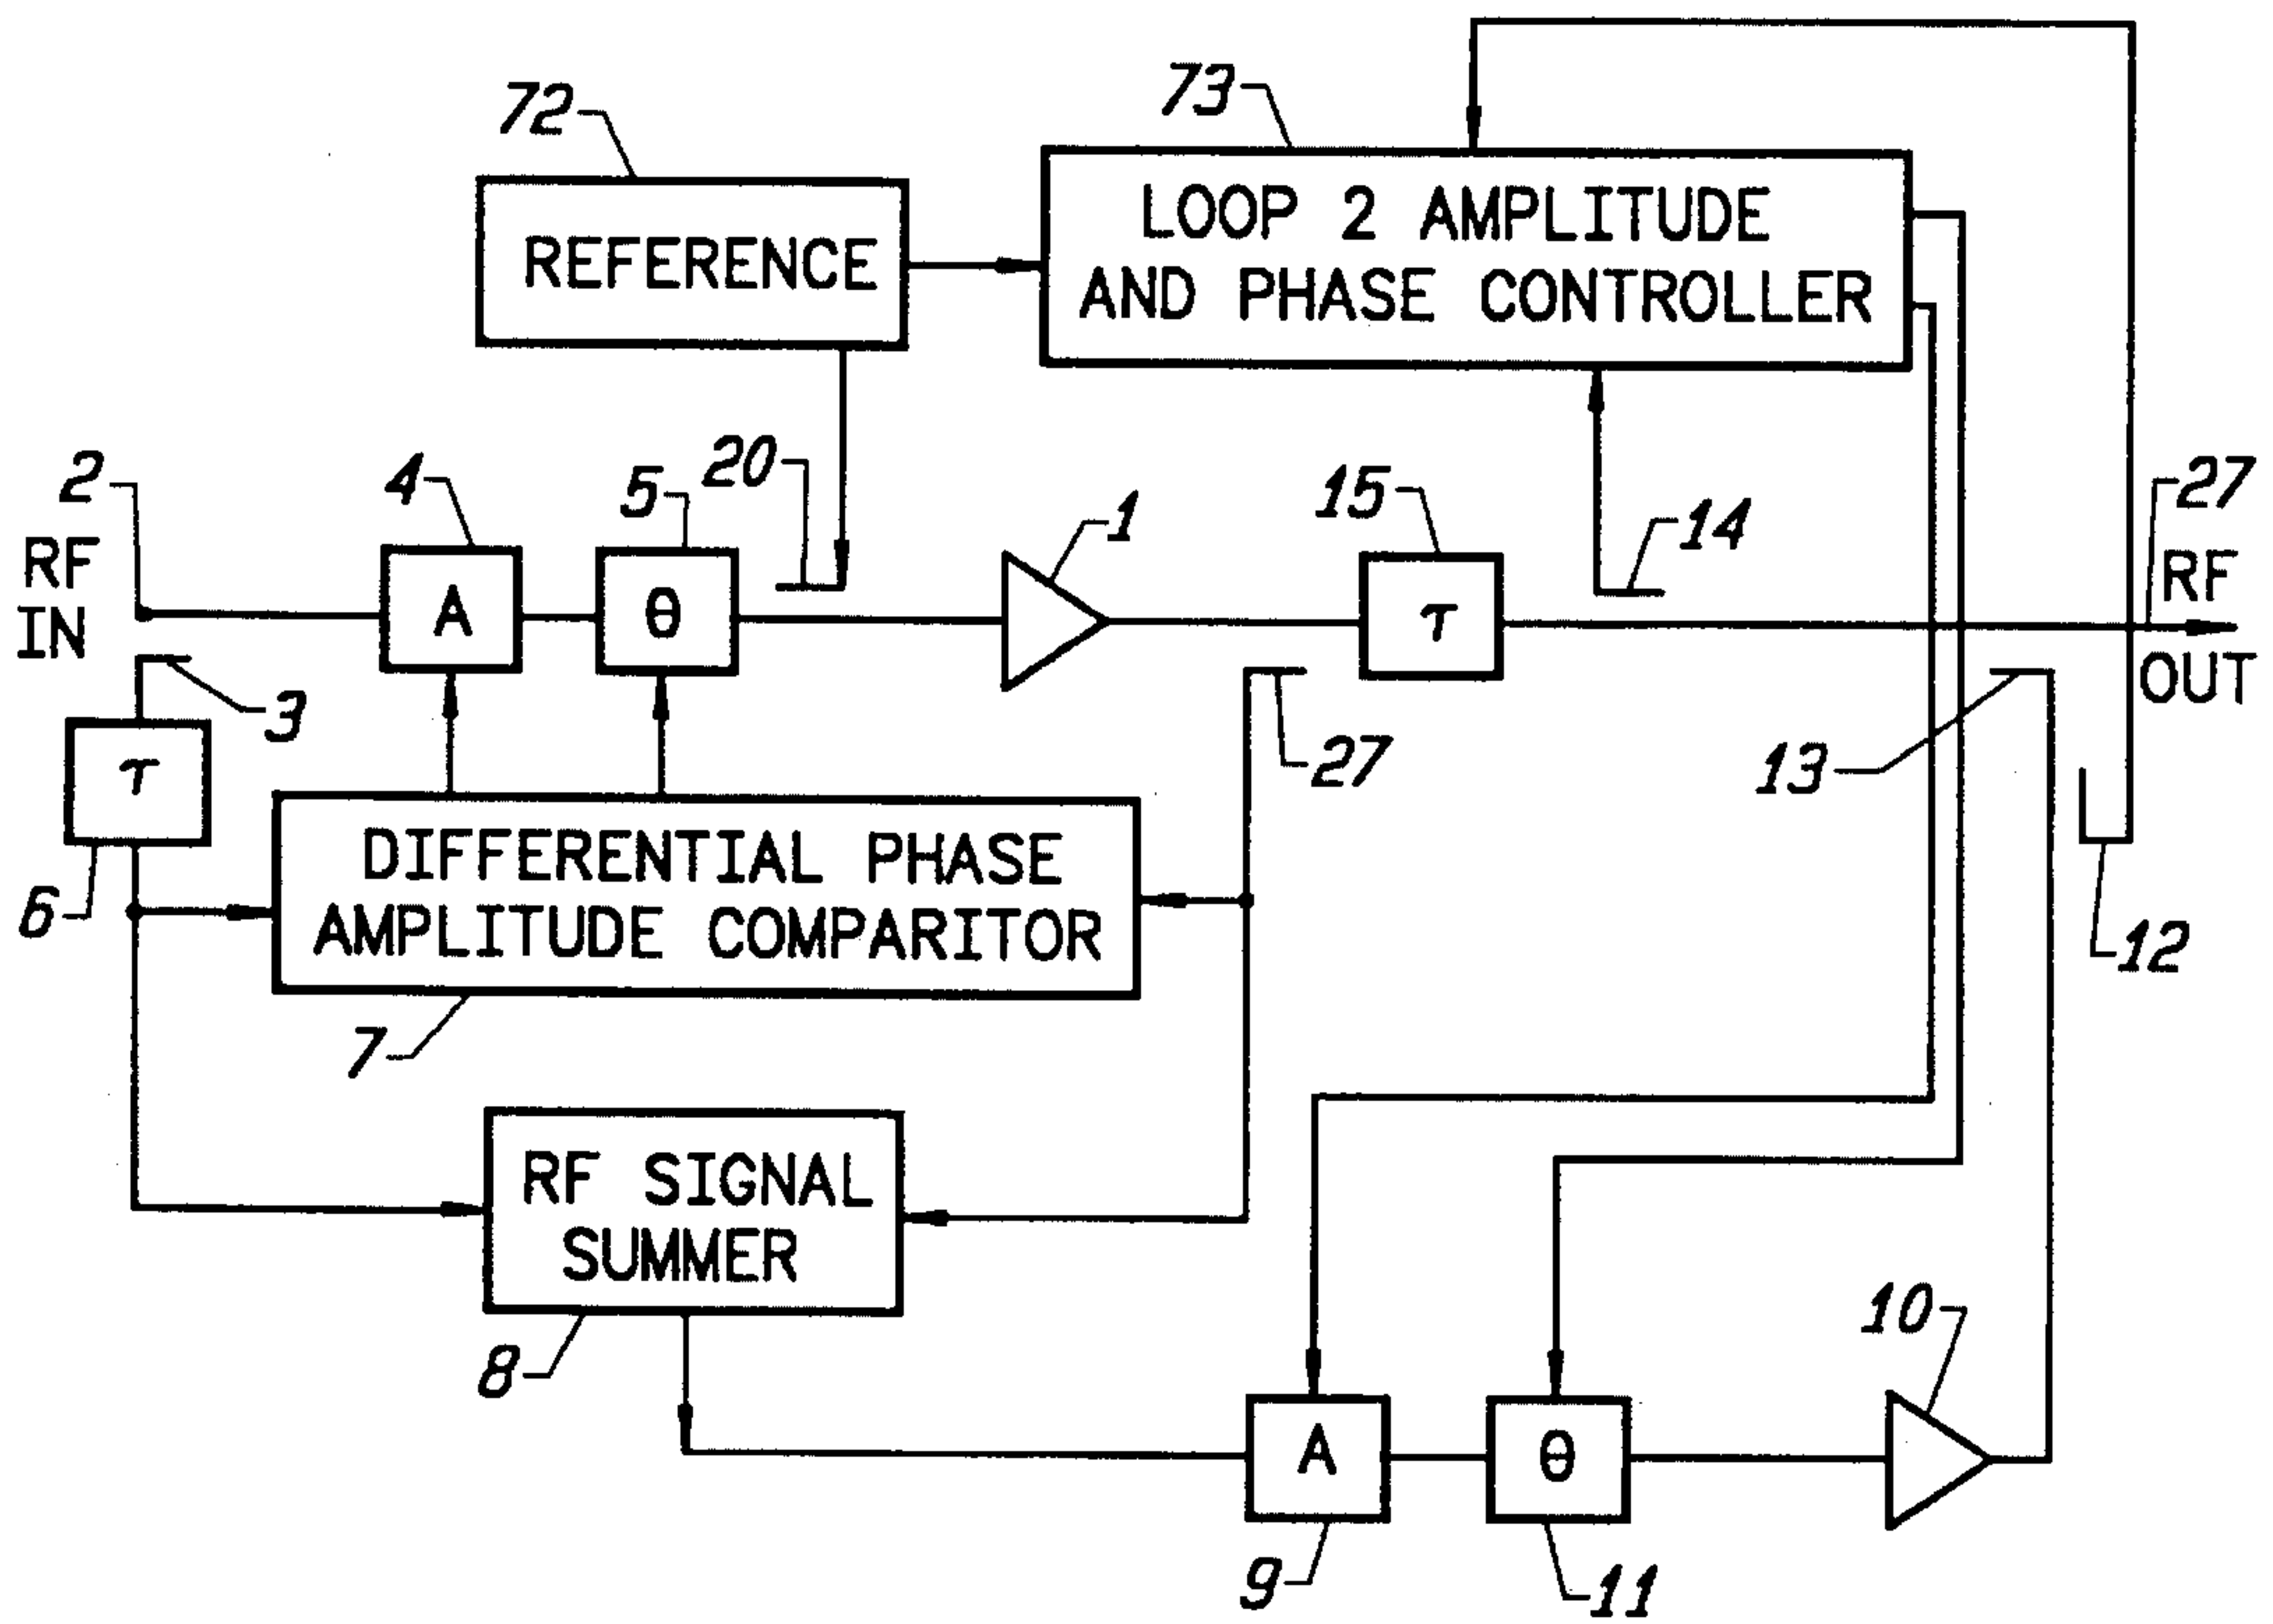 73
72
LOOP 2 AMPLITUDE
AND PHASE CONTROLLER
REFERENCE
2
4
5
20
1
15
14
27
RF
IN
A
θ
τ
RF
OUT
3
τ
27
13
6
DIFFERENTIAL PHASE
AMPLITUDE COMPARITOR
12
7
RF SIGNAL
SUMMER
8
10
A
θ
9
11